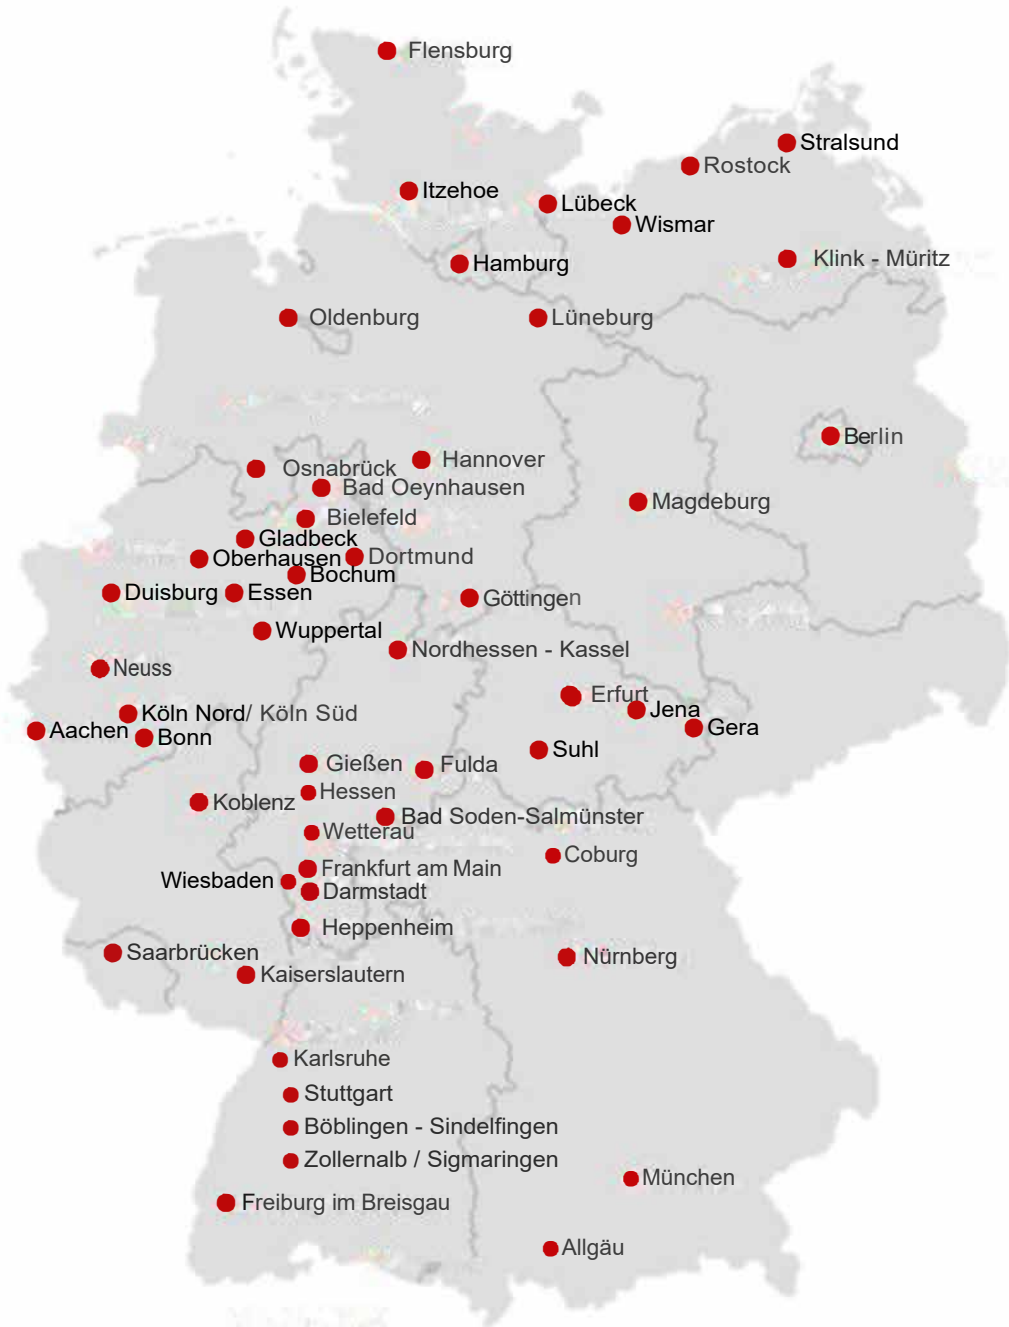 Flensburg
Stralsund
Rostock
Itzehoe
Lübeck
Wismar
Klink - Müritz
Hamburg
Oldenburg
Lüneburg
Berlin
Hannover
Osnabrück
Bad Oeynhausen
Magdeburg
Bielefeld
Gladbeck
Oberhausen
Dortmund
Bochum
Duisburg
Essen
Göttingen
Wuppertal
Nordhessen - Kassel
Neuss
Erfurt
Jena
Köln Nord/ Köln Süd
Gera
Aachen
Bonn
Suhl
Gießen
Fulda
Hessen
Koblenz
Bad Soden-Salmünster
Wetterau
Coburg
Frankfurt am Main
Wiesbaden
Darmstadt
Heppenheim
Saarbrücken
Nürnberg
Kaiserslautern
Karlsruhe
Stuttgart
Böblingen - Sindelfingen
Zollernalb / Sigmaringen
München
Freiburg im Breisgau
Allgäu